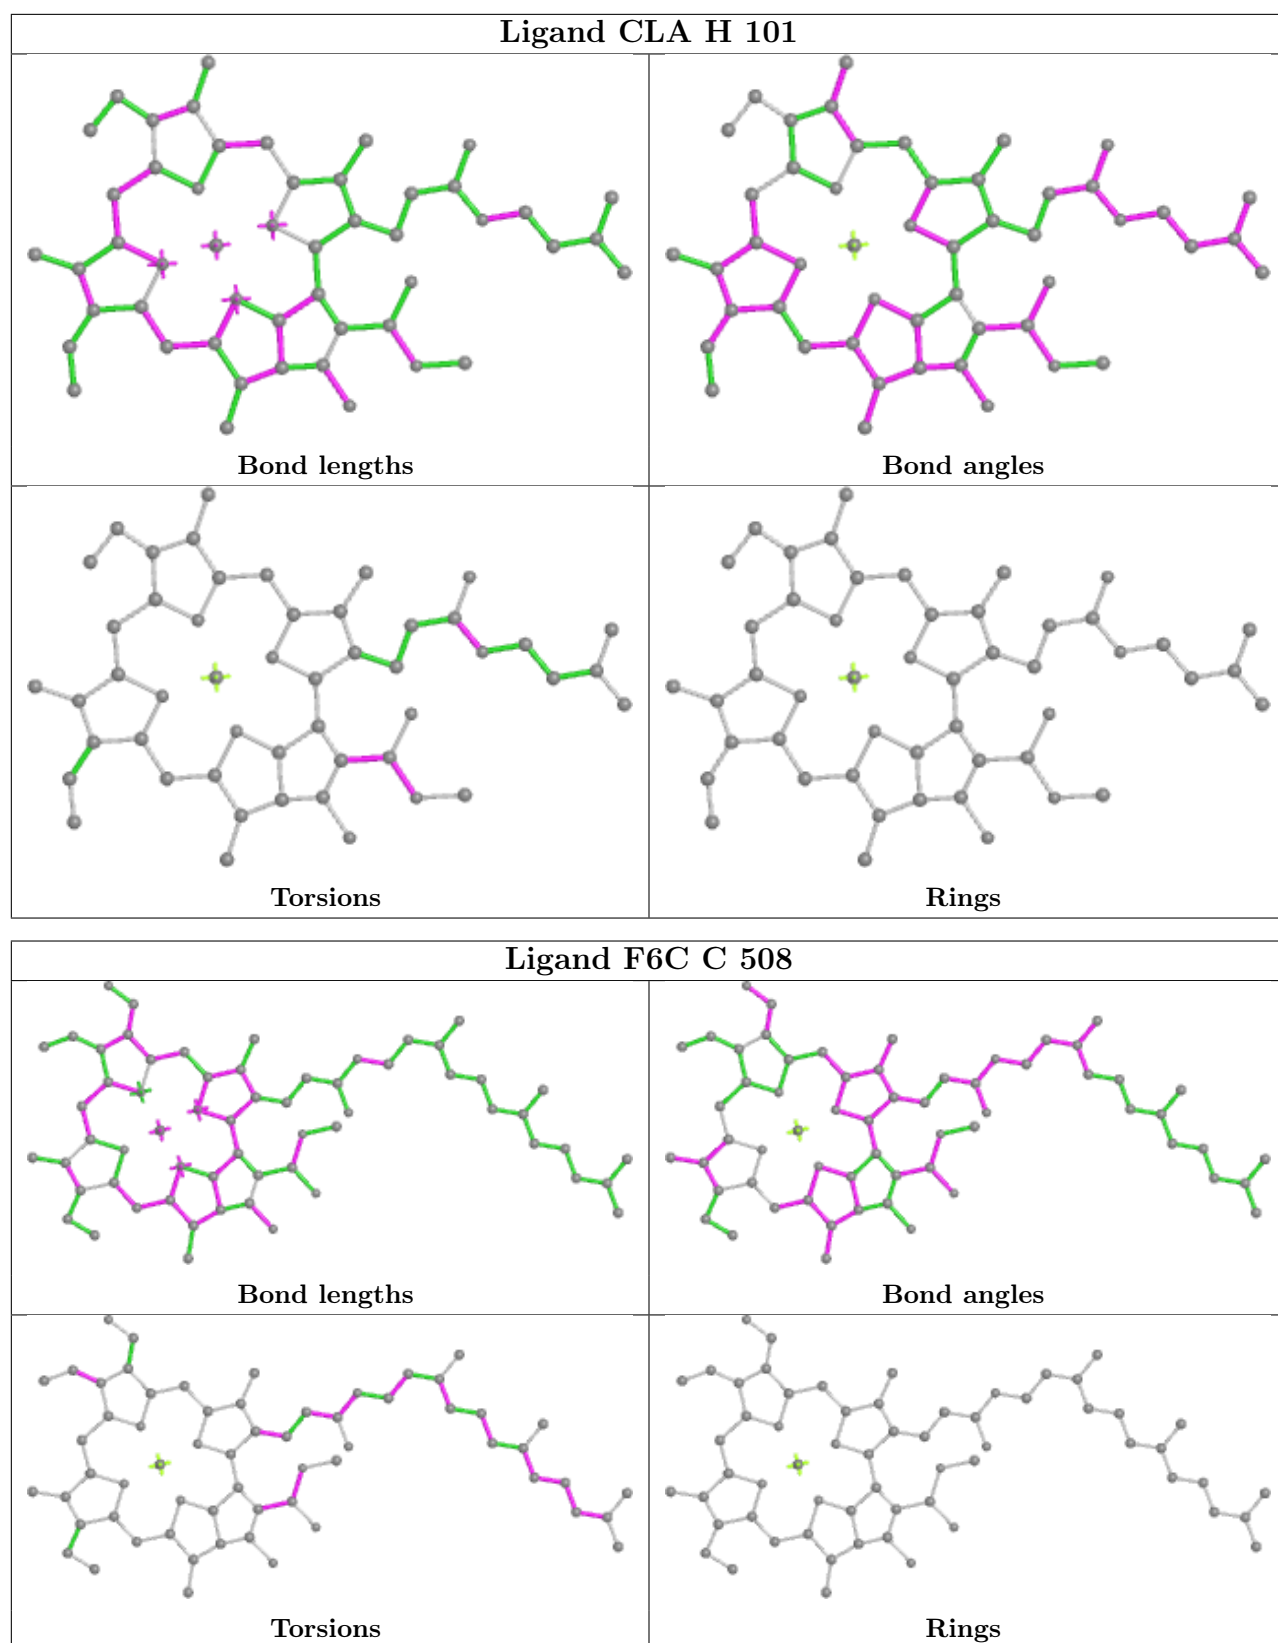 Ligand CLA H 101
Bond lengths
Bond angles
Torsions
Rings
Ligand F6C C 508
Bond lengths
Bond angles
Torsions
Rings